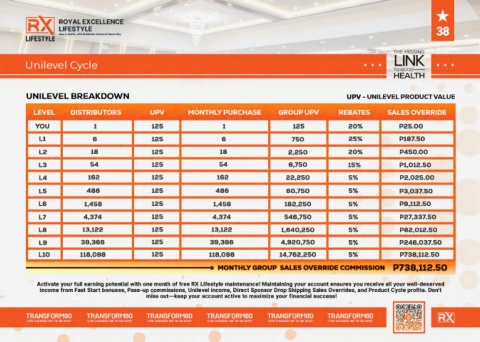 RX
LIFESTYLE
ROYAL EXCELLENCE
LIFESTYLE
★
38
Unilevel Cycle
THE MISSING
LINK
TO GOOD
HEALTH
UNILEVEL BREAKDOWN UPV - UNILEVEL PRODUCT VALUE
LEVEL DISTRIBUTORS UPV MONTHLY PURCHASE GROUP UPV REBATES SALES OVERRIDE
YOU 1 125 1 125 20% P25.00
L1 6 125 6 750 25% P187.50
L2 18 125 18 2,250 20% P450.00
L3 54 125 54 6,750 15% P1,012.50
L4 162 125 162 22,250 5% P2,025.00
L5 486 125 486 60,750 5% P3,037.50
L6 1,458 125 1,458 182,250 5% P9,112.50
L7 4,374 125 4,374 546,750 5% P27,337.50
L8 13,122 125 13,122 1,640,250 5% P82,012.50
L9 39,366 125 39,366 4,920,750 5% P246,037.50
L10 118,098 125 118,098 14,762,250 5% P738,112.50
MONTHLY GROUP SALES OVERRIDE COMMISSION P738,112.50
Activate your full earning potential with one month of free RX Lifestyle maintenance! Maintaining your account ensures you receive all your well-deserved
income from Fast Start bonuses, Pass-up commissions, Unilevel income, Direct Sponsor Drop Shipping Sales Overrides, and Product Cycle profits. Don't
miss out—keep your account active to maximize your financial success!
TRANSFORM80 TRANSFORM80 TRANSFORM80 TRANSFORM80 TRANSFORM80 TRANSFORM80
FREE RX